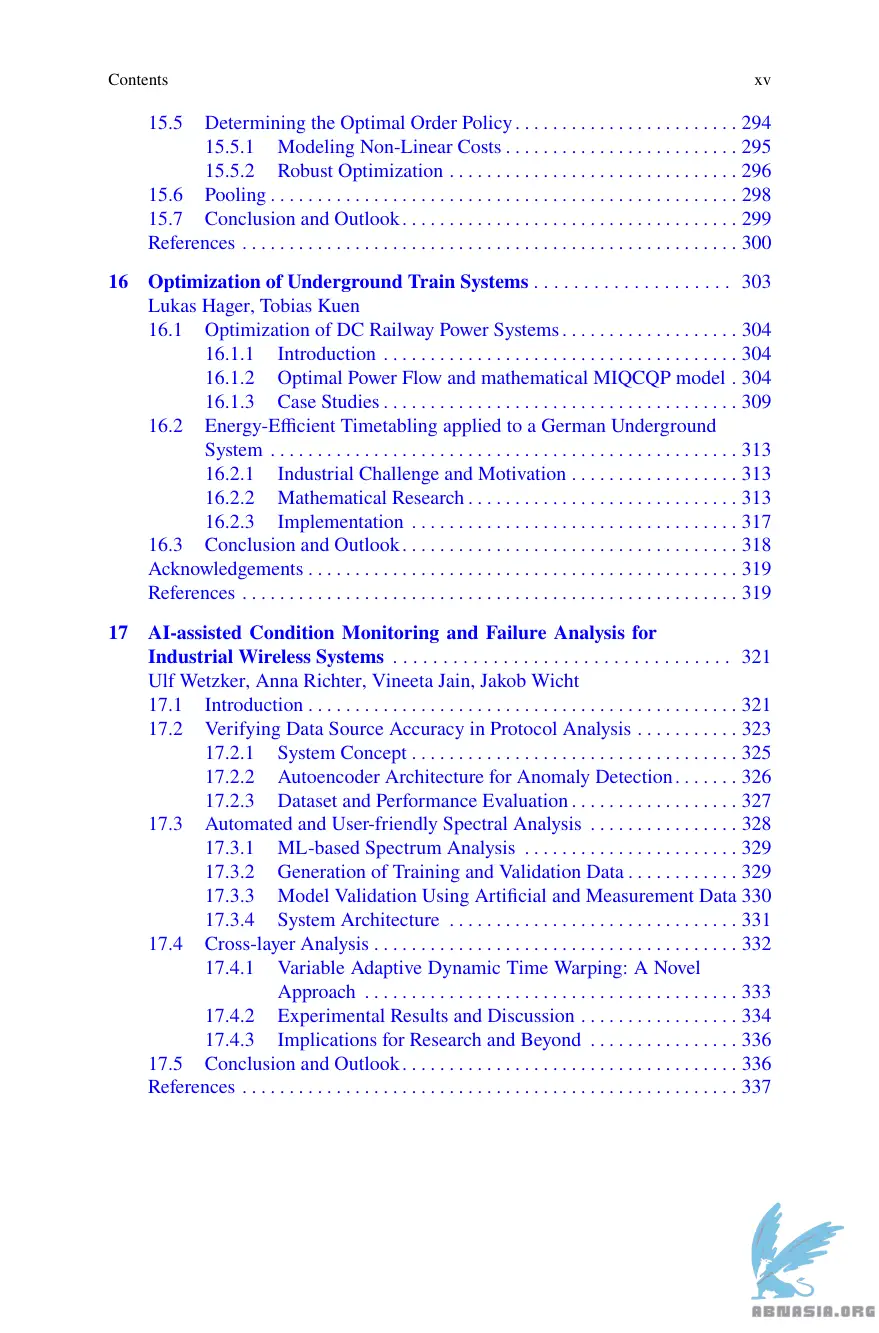 Contents xv
15.5 Determining the Optimal Order Policy . . . . . . . . . . . . . . . . . . . . . . . . 294
15.5.1 Modeling Non-Linear Costs . . . . . . . . . . . . . . . . . . . . . . . . . 295
15.5.2 Robust Optimization . . . . . . . . . . . . . . . . . . . . . . . . . . . . . . . 296
15.6 Pooling . . . . . . . . . . . . . . . . . . . . . . . . . . . . . . . . . . . . . . . . . . . . . . . . . . 298
15.7 Conclusion and Outlook . . . . . . . . . . . . . . . . . . . . . . . . . . . . . . . . . . . . 299
References . . . . . . . . . . . . . . . . . . . . . . . . . . . . . . . . . . . . . . . . . . . . . . . . . . . . . 300
16 Optimization of Underground Train Systems . . . . . . . . . . . . . . . . . . . . 303
Lukas Hager, Tobias Kuen
16.1 Optimization of DC Railway Power Systems . . . . . . . . . . . . . . . . . . . 304
16.1.1 Introduction . . . . . . . . . . . . . . . . . . . . . . . . . . . . . . . . . . . . . . 304
16.1.2 Optimal Power Flow and mathematical MIQCQP model . 304
16.1.3 Case Studies . . . . . . . . . . . . . . . . . . . . . . . . . . . . . . . . . . . . . . 309
16.2 Energy-Efficient Timetabling applied to a German Underground
System . . . . . . . . . . . . . . . . . . . . . . . . . . . . . . . . . . . . . . . . . . . . . . . . . . 313
16.2.1 Industrial Challenge and Motivation . . . . . . . . . . . . . . . . . . 313
16.2.2 Mathematical Research . . . . . . . . . . . . . . . . . . . . . . . . . . . . . 313
16.2.3 Implementation . . . . . . . . . . . . . . . . . . . . . . . . . . . . . . . . . . . 317
16.3 Conclusion and Outlook . . . . . . . . . . . . . . . . . . . . . . . . . . . . . . . . . . . . 318
Acknowledgements . . . . . . . . . . . . . . . . . . . . . . . . . . . . . . . . . . . . . . . . . . . . . . 319
References . . . . . . . . . . . . . . . . . . . . . . . . . . . . . . . . . . . . . . . . . . . . . . . . . . . . . 319
17 AI-assisted Condition Monitoring and Failure Analysis for
Industrial Wireless Systems . . . . . . . . . . . . . . . . . . . . . . . . . . . . . . . . . . 321
Ulf Wetzker, Anna Richter, Vineeta Jain, Jakob Wicht
17.1 Introduction . . . . . . . . . . . . . . . . . . . . . . . . . . . . . . . . . . . . . . . . . . . . . . 321
17.2 Verifying Data Source Accuracy in Protocol Analysis . . . . . . . . . . . 323
17.2.1 System Concept . . . . . . . . . . . . . . . . . . . . . . . . . . . . . . . . . . . 325
17.2.2 Autoencoder Architecture for Anomaly Detection . . . . . . . 326
17.2.3 Dataset and Performance Evaluation . . . . . . . . . . . . . . . . . . 327
17.3 Automated and User-friendly Spectral Analysis . . . . . . . . . . . . . . . . 328
17.3.1 ML-based Spectrum Analysis . . . . . . . . . . . . . . . . . . . . . . . 329
17.3.2 Generation of Training and Validation Data . . . . . . . . . . . . 329
17.3.3 Model Validation Using Artificial and Measurement Data 330
17.3.4 System Architecture . . . . . . . . . . . . . . . . . . . . . . . . . . . . . . . 331
17.4 Cross-layer Analysis . . . . . . . . . . . . . . . . . . . . . . . . . . . . . . . . . . . . . . . 332
17.4.1 Variable Adaptive Dynamic Time Warping: A Novel
Approach . . . . . . . . . . . . . . . . . . . . . . . . . . . . . . . . . . . . . . . . 333
17.4.2 Experimental Results and Discussion . . . . . . . . . . . . . . . . . 334
17.4.3 Implications for Research and Beyond . . . . . . . . . . . . . . . . 336
17.5 Conclusion and Outlook . . . . . . . . . . . . . . . . . . . . . . . . . . . . . . . . . . . . 336
References . . . . . . . . . . . . . . . . . . . . . . . . . . . . . . . . . . . . . . . . . . . . . . . . . . . . . 337
ABNASIA.ORG